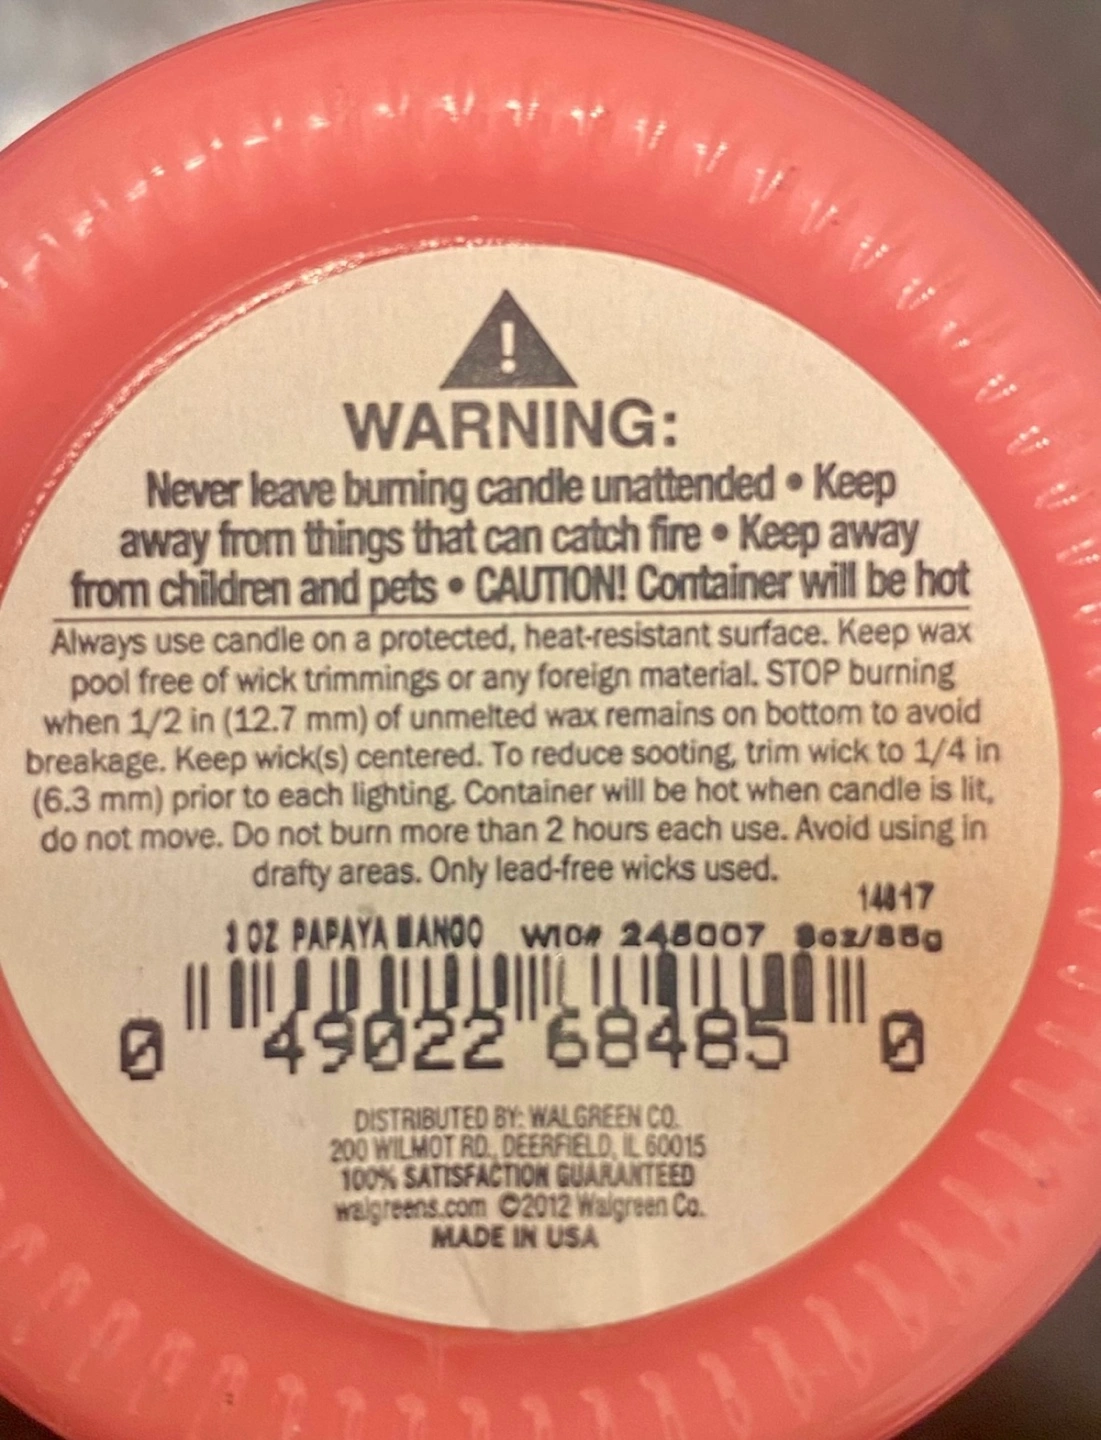 !
WARNING:
Never leave burning candle unattended • Keep
away from things that can catch fire • Keep away
from children and pets • CAUTION! Container will be hot
Always use candle on a protected, heat-resistant surface. Keep wax
pool free of wick trimmings or any foreign material. STOP burning
when 1/2 in (12.7 mm) of unmelted wax remains on bottom to avoid
breakage. Keep wick(s) centered. To reduce sooting, trim wick to 1/4 in
(6.3 mm) prior to each lighting. Container will be hot when candle is lit,
do not move. Do not burn more than 2 hours each use. Avoid using in
drafty areas. Only lead-free wicks used.
OZ PAPAYA MANGO WIC#
0 49022 68485 0
DISTRIBUTED BY: WALGREEN CO.
200 WILMOT RD., DEERFIELD, IL 60015
100% SATISFACTION GUARANTEED
walgreens.com ©2012 Walgreen Co.
MADE IN USA